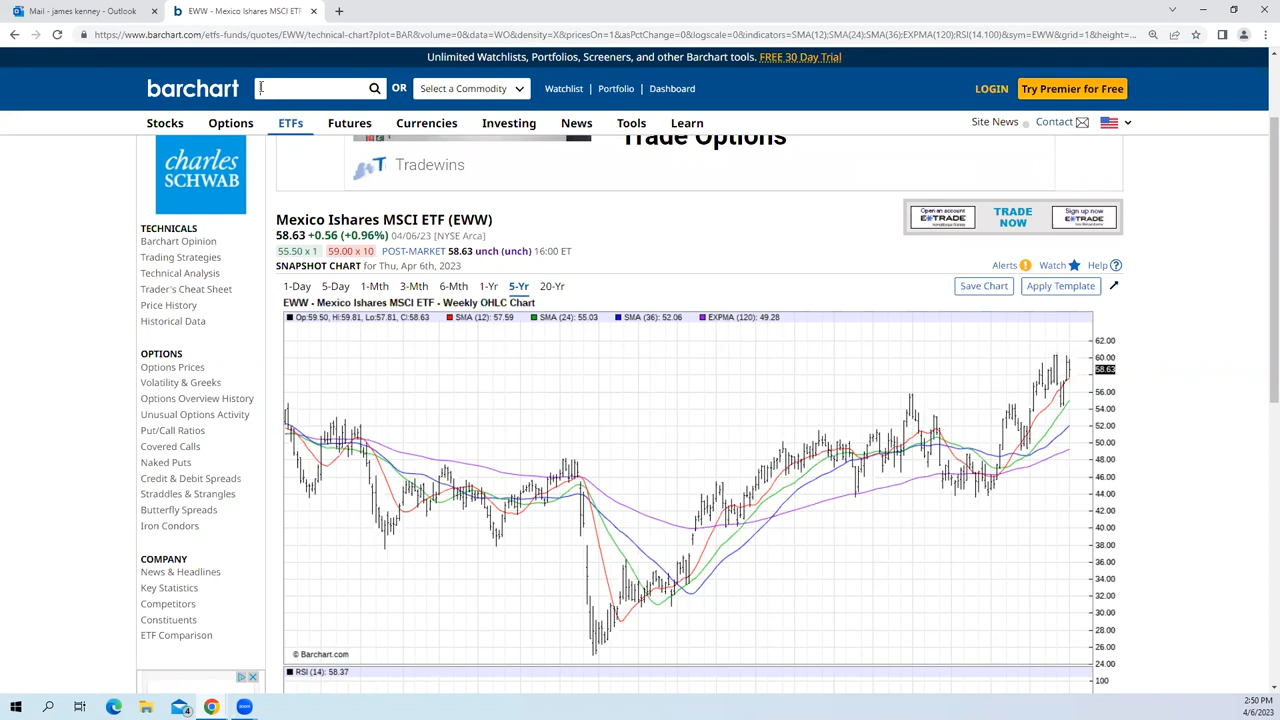 Mail - james kenney - Outlook
EWW - Mexico Ishares MSCI ETF
https://www.barchart.com/etfs-funds/quotes/EWW/technical-chart?plot=BAR&volume=0&data=WO&density=X&pricesOn=1&asPctChange=0&logscale=0&indicators=SMA(12);SMA(24);SMA(36);EXPMA(120);RSI(14,100)&sym=EWW&grid=1&height=...
Unlimited Watchlists, Portfolios, Screeners, and other Barchart tools. FREE 30 Day Trial
barchart OR Select a Commodity Watchlist Portfolio Dashboard LOGIN Try Premier for Free
Stocks Options ETFs Futures Currencies Investing News Tools Learn Site News Contact
Trade Options
Tradewins
charles
SCHWAB
TECHNICALS
Barchart Opinion
Trading Strategies
Technical Analysis
Trader's Cheat Sheet
Price History
Historical Data
OPTIONS
Options Prices
Volatility & Greeks
Options Overview History
Unusual Options Activity
Put/Call Ratios
Covered Calls
Naked Puts
Credit & Debit Spreads
Straddles & Strangles
Butterfly Spreads
Iron Condors
COMPANY
News & Headlines
Key Statistics
Competitors
Constituents
ETF Comparison
Mexico Ishares MSCI ETF (EWW)
58.63 +0.56 (+0.96%) 04/06/23 [NYSE Arca]
55.50 x 1 59.00 x 10 POST-MARKET 58.63 unch (unch) 16:00 ET
SNAPSHOT CHART for Thu, Apr 6th, 2023
Open an account
E*TRADE
TRADE
NOW
Sign up now
E*TRADE
Alerts Watch Help
1-Day 5-Day 1-Mth 3-Mth 6-Mth 1-Yr 5-Yr 20-Yr
Save Chart Apply Template
EWW - Mexico Ishares MSCI ETF - Weekly OHLC Chart
Op:59.50, Hi:59.81, Lo:57.81, Cl:58.63 SMA (12): 57.59 SMA (24): 55.03 SMA (36): 52.06 EXPMA (120): 49.28
62.00
60.00
58.63
56.00
54.00
52.00
50.00
48.00
46.00
44.00
42.00
40.00
38.00
36.00
34.00
32.00
30.00
28.00
26.00
24.00
© Barchart.com
RSI (14): 58.37
100
4
zoom
2:50 PM
4/6/2023